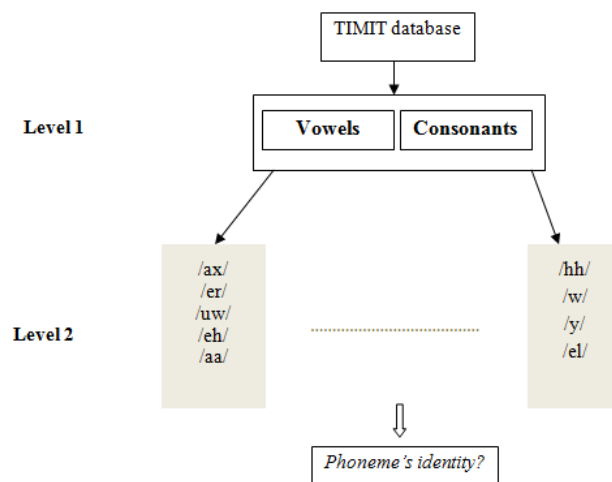 TIMIT database
Level 1
Vowels
Consonants
Level 2
/ax/
/er/
/uw/
/eh/
/aa/
/hh/
/w/
/y/
/el/
Phoneme's identity?